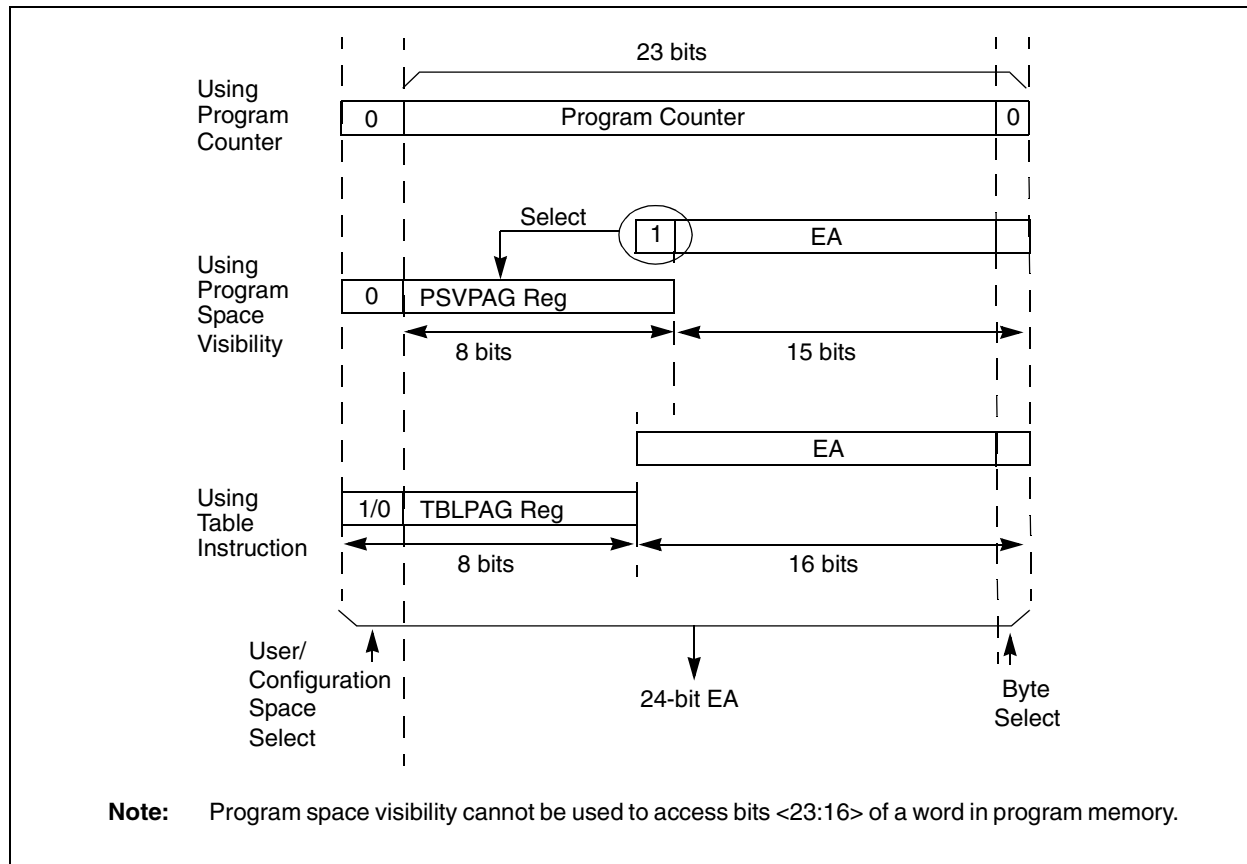 23 bits
Using
Program
Counter
0
Program Counter
0
Select
1
EA
Using
Program
Space
Visibility
0
PSVPAG Reg
8 bits
15 bits
EA
Using
Table
Instruction
1/0
TBLPAG Reg
8 bits
16 bits
User/
Configuration
Space
Select
24-bit EA
Byte
Select
Note: Program space visibility cannot be used to access bits <23:16> of a word in program memory.